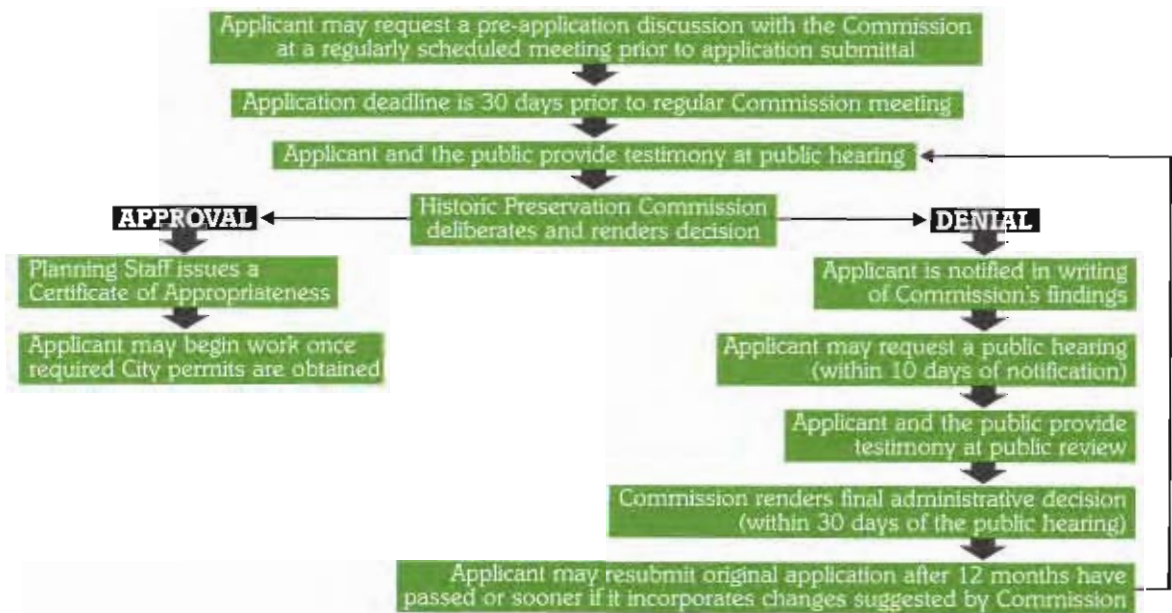 Applicant may request a pre-application discussion with the Commission
at a regularly scheduled meeting prior to application submittal
Application deadline is 30 days prior to regular Commission meeting
Applicant and the public provide testimony at public hearing
Historic Preservation Commission
deliberates and renders decision
APPROVAL
Planning Staff issues a
Certificate of Appropriateness
Applicant may begin work once
required City permits are obtained
DENIAL
Applicant is notified in writing
of Commission's findings
Applicant may request a public hearing
(within 10 days of notification)
Applicant and the public provide
testimony at public review
Commission renders final administrative decision
(within 30 days of the public hearing)
Applicant may resubmit original application after 12 months have
passed or sooner if it incorporates changes suggested by Commission